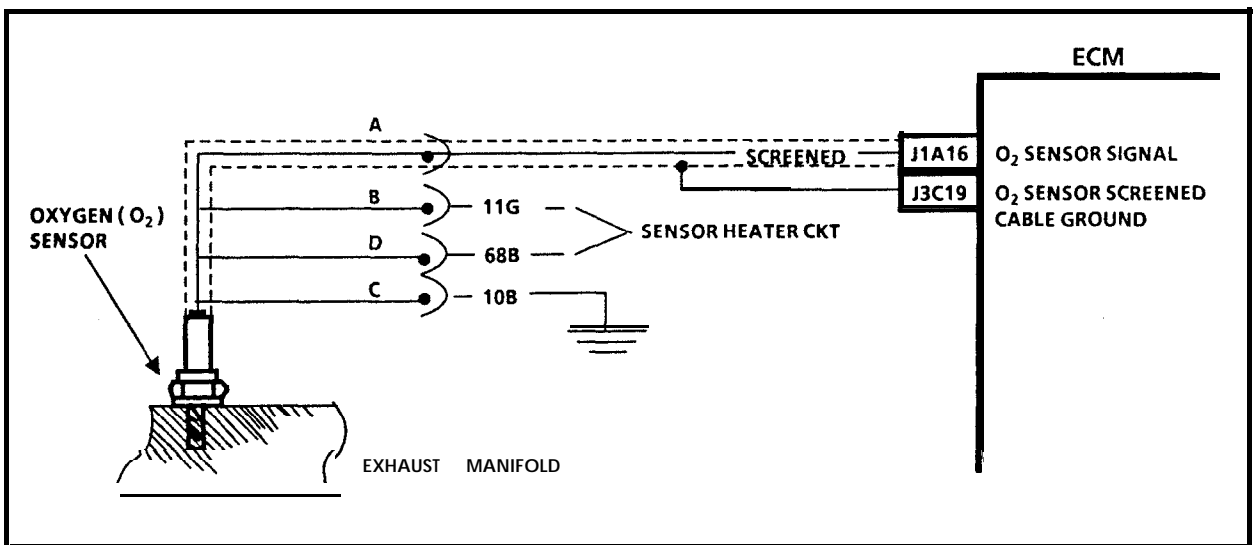 ECM
A
SCREENED
J1A16
O₂ SENSOR SIGNAL
J3C19
O₂ SENSOR SCREENED
CABLE GROUND
B
11G
OXYGEN (O₂)
SENSOR
SENSOR HEATER CKT
D
68B
C
10B
EXHAUST MANIFOLD